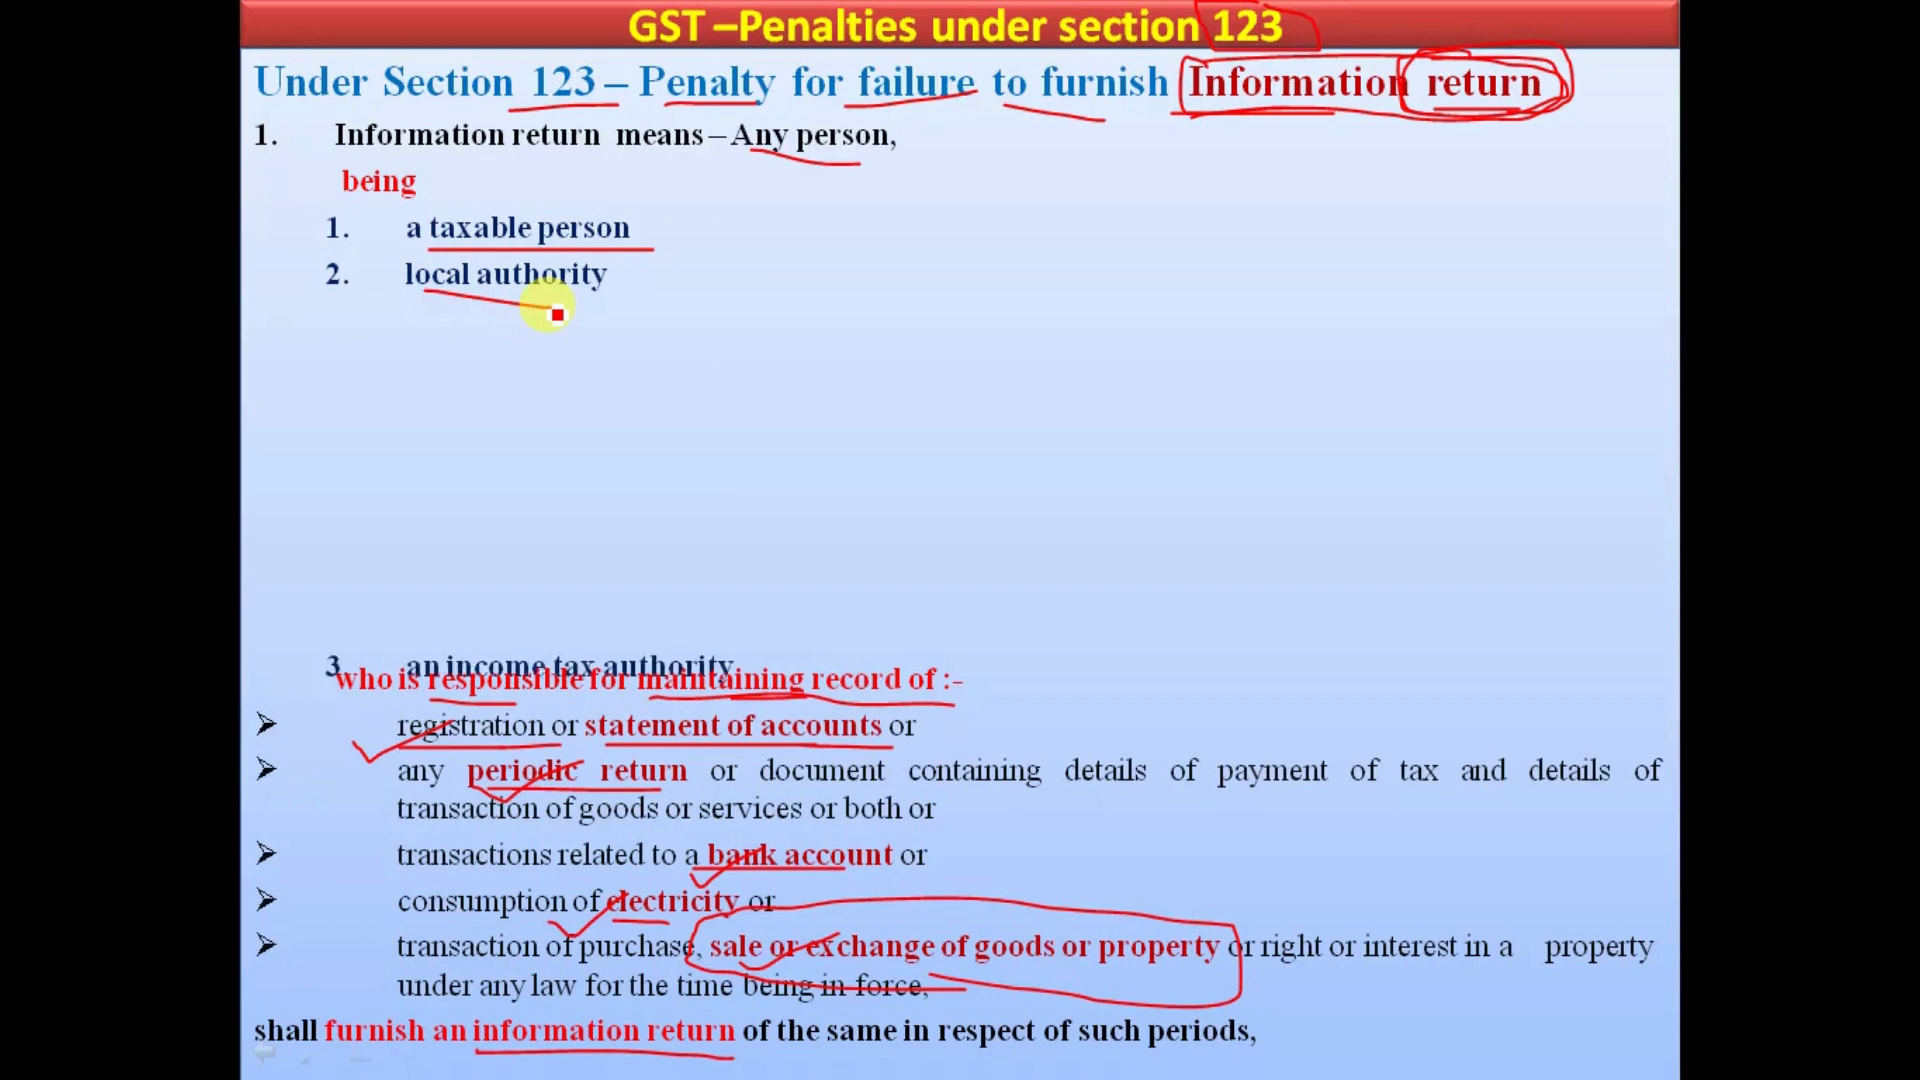 GST –Penalties under section 123
Under Section 123 – Penalty for failure to furnish Information return
1. Information return means – Any person,
being
1. a taxable person
2. local authority
3. an income tax authority
who is responsible for maintaining record of :-
registration or statement of accounts or
any periodic return or document containing details of payment of tax and details of
transaction of goods or services or both or
transactions related to a bank account or
consumption of electricity or
transaction of purchase, sale or exchange of goods or property or right or interest in a property
under any law for the time being in force,
shall furnish an information return of the same in respect of such periods,